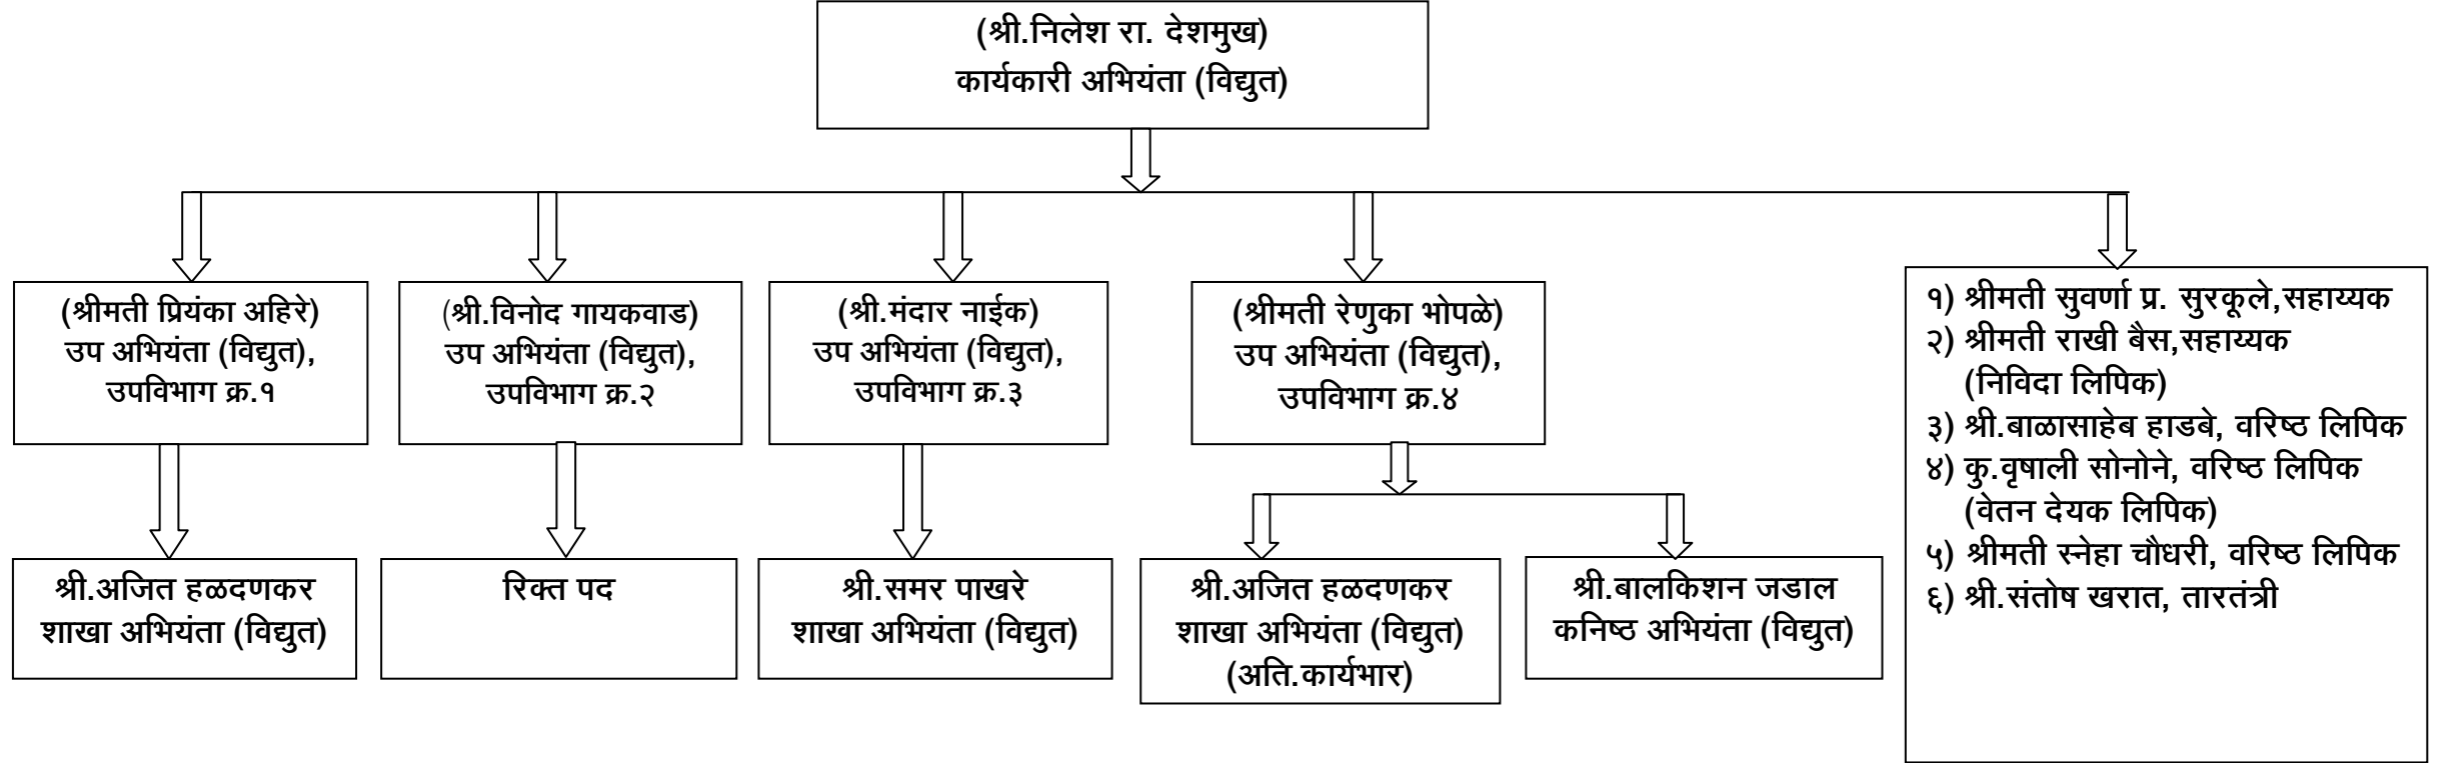 (श्री.निलेश रा. देशमुख)
कार्यकारी अभियंता (विद्युत)
(श्रीमती प्रियंका अहिरे)
उप अभियंता (विद्युत),
उपविभाग क्र.१
(श्री.विनोद गायकवाड)
उप अभियंता (विद्युत),
उपविभाग क्र.२
(श्री.मंदार नाईक)
उप अभियंता (विद्युत),
उपविभाग क्र.३
(श्रीमती रेणुका भोपळे)
उप अभियंता (विद्युत),
उपविभाग क्र.४
१) श्रीमती सुवर्णा प्र. सुरकूले,सहाय्यक
२) श्रीमती राखी बैस,सहाय्यक
(निविदा लिपिक)
३) श्री.बाळासाहेब हाडबे, वरिष्ठ लिपिक
४) कु.वृषाली सोनोने, वरिष्ठ लिपिक
(वेतन देयक लिपिक)
५) श्रीमती स्नेहा चौधरी, वरिष्ठ लिपिक
६) श्री.संतोष खरात, तारतंत्री
श्री.अजित हळदणकर
शाखा अभियंता (विद्युत)
रिक्त पद
श्री.समर पाखरे
शाखा अभियंता (विद्युत)
श्री.अजित हळदणकर
शाखा अभियंता (विद्युत)
(अति.कार्यभार)
श्री.बालकिशन जडाल
कनिष्ठ अभियंता (विद्युत)